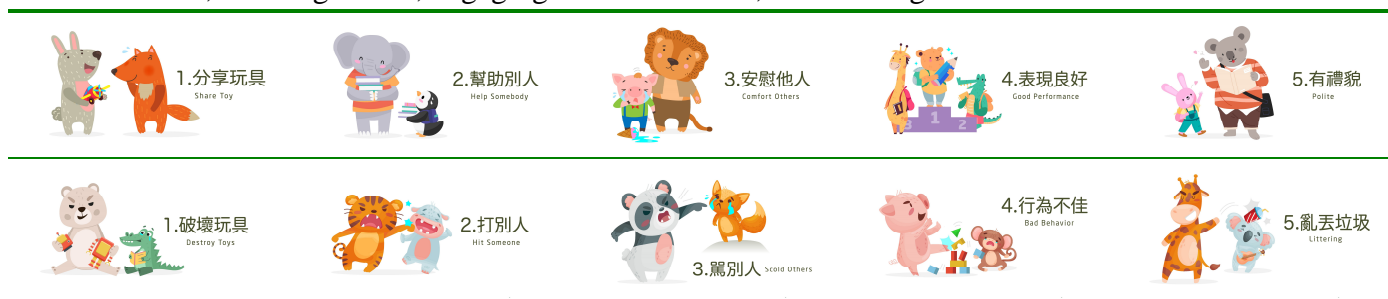 1.分享玩具
Share Toy
2.幫助別人
Help Somebody
3.安慰他人
Comfort Others
4.表現良好
Good Performance
5.有禮貌
Polite
1
2
3
1.破壞玩具
Destroy Toys
2.打別人
Hit Someone
3.罵別人 Scold Others
4.行為不佳
Bad Behavior
5.亂丟垃圾
Littering